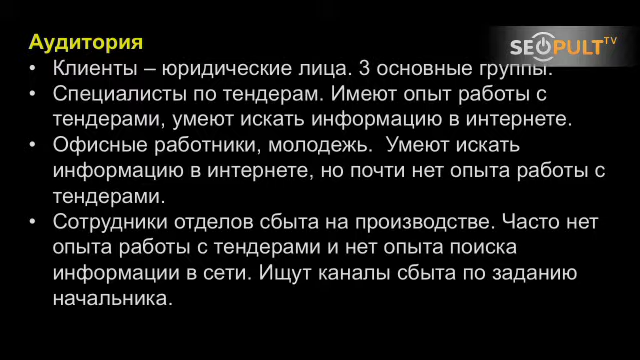 Аудитория
SEOPULT TV
• Клиенты – юридические лица. 3 основные группы.
• Специалисты по тендерам. Имеют опыт работы с
тендерами, умеют искать информацию в интернете.
• Офисные работники, молодежь. Умеют искать
информацию в интернете, но почти нет опыта работы с
тендерами.
• Сотрудники отделов сбыта на производстве. Часто нет
опыта работы с тендерами и нет опыта поиска
информации в сети. Ищут каналы сбыта по заданию
начальника.